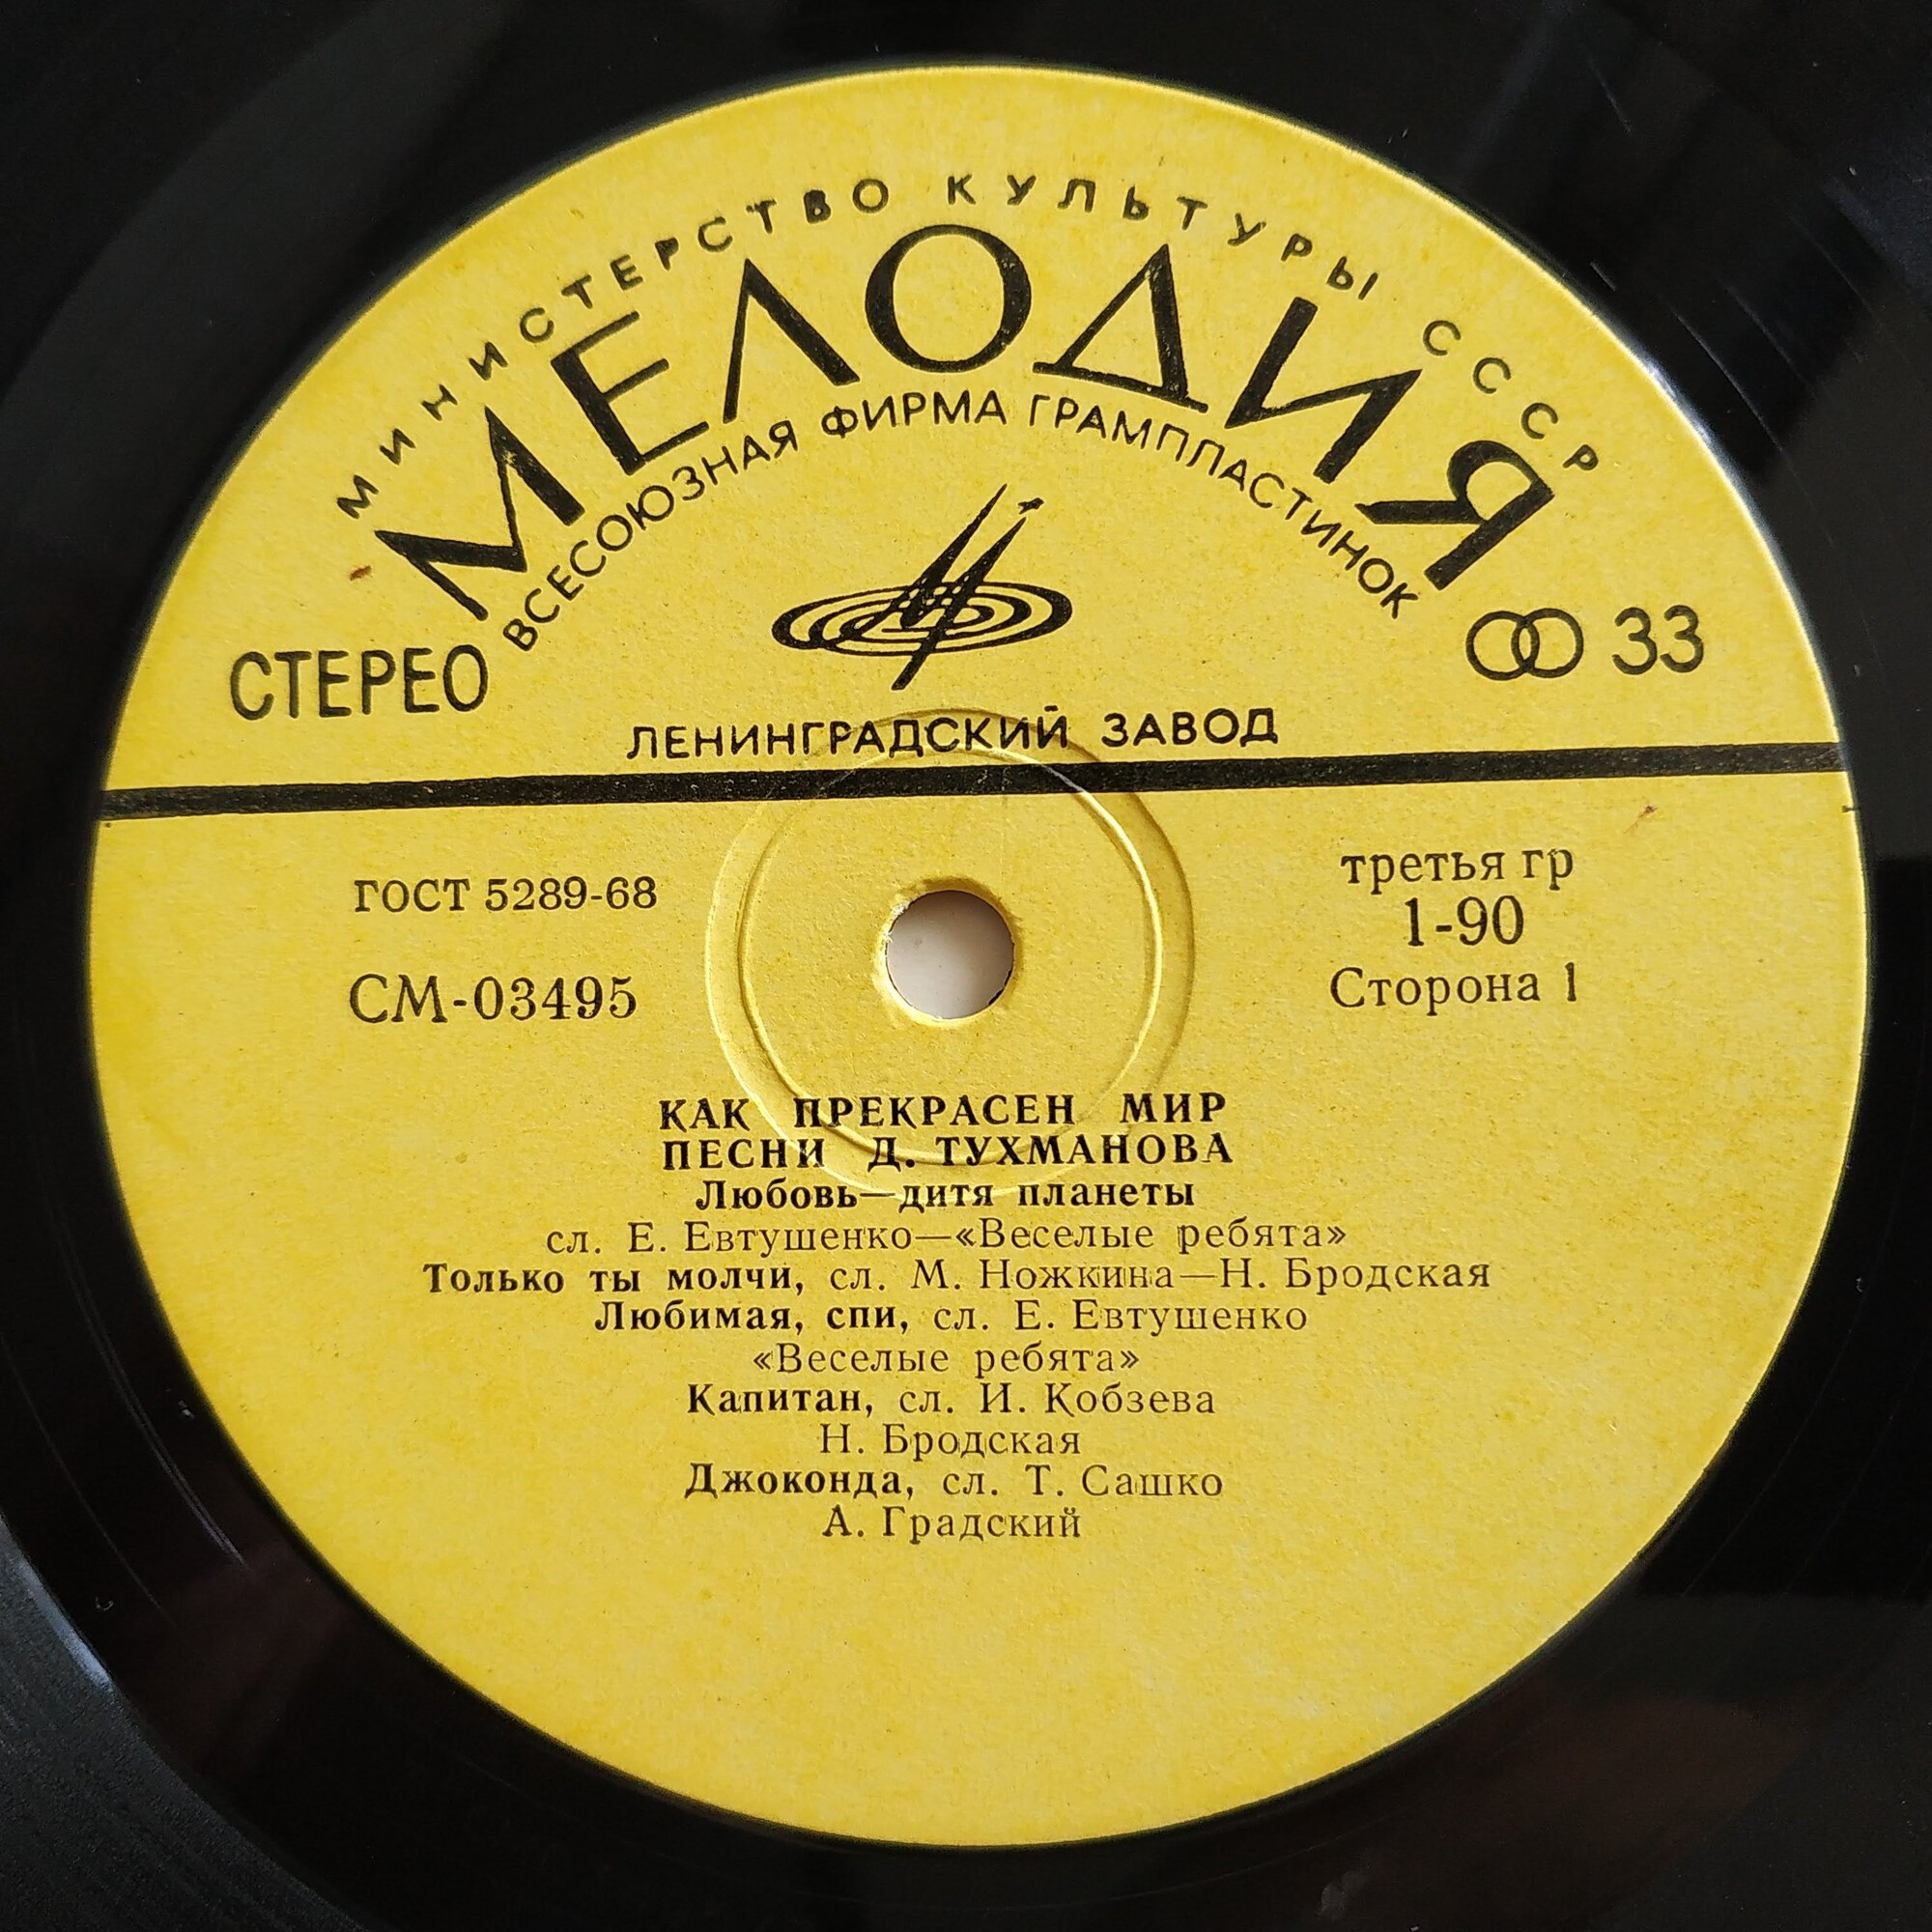 МИНИСТЕРСТВО КУЛЬТУРЫ СССР
МЕЛОДИЯ
ВСЕСОЮЗНАЯ ФИРМА ГРАМПЛАСТИНОК
СТЕРЕО
33
ЛЕНИНГРАДСКИЙ ЗАВОД
ГОСТ 5289-68
СМ-03495
третья гр
1-90
Сторона 1
КАК ПРЕКРАСЕН МИР
ПЕСНИ Д. ТУХМАНОВА
Любовь—дитя планеты
сл. Е. Евтушенко—«Веселые ребята»
Только ты молчи, сл. М. Ножкина—Н. Бродская
Любимая, спи, сл. Е. Евтушенко
«Веселые ребята»
Капитан, сл. И. Кобзева
Н. Бродская
Джоконда, сл. Т. Сашко
А. Градский